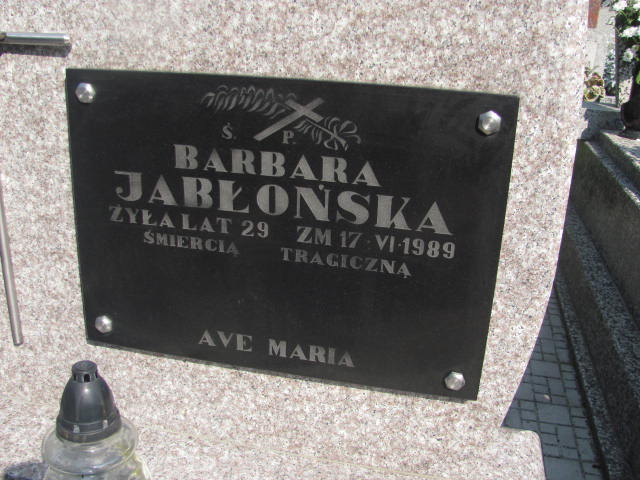 Ś. P.
BARBARA
JABŁOŃSKA
ŻYŁA LAT 29 ZM 17·VI·1989
ŚMIERCIĄ TRAGICZNĄ
AVE MARIA